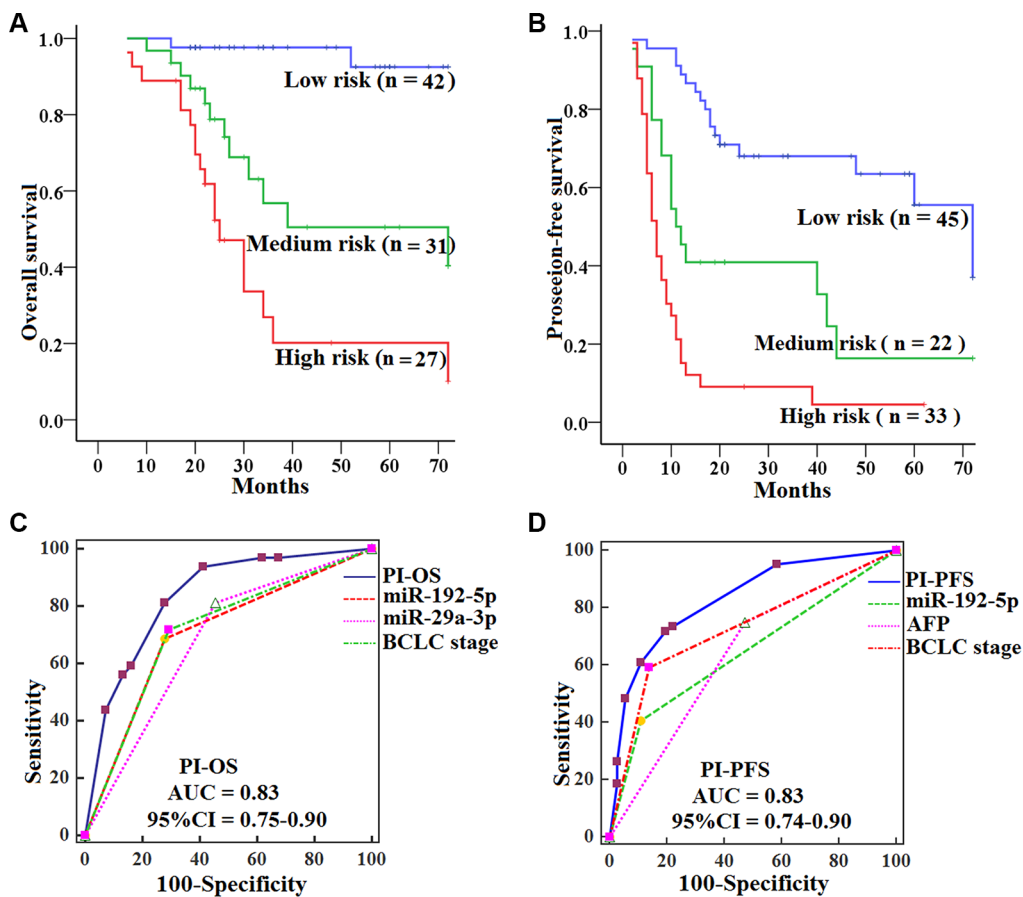 A
Overall survival
1.0
0.8
0.6
0.4
0.2
0.0
Low risk (n = 42)
Medium risk (n = 31)
High risk (n = 27)
0 10 20 30 40 50 60 70
Months
B
Proseeion-free survival
1.0
0.8
0.6
0.4
0.2
0.0
Low risk (n = 45)
Medium risk ( n = 22 )
High risk ( n = 33 )
0 10 20 30 40 50 60 70
Months
C
Sensitivity
100
80
60
40
20
0
PI-OS
miR-192-5p
miR-29a-3p
BCLC stage
PI-OS
AUC = 0.83
95%CI = 0.75-0.90
0 20 40 60 80 100
100-Specificity
D
Sensitivity
100
80
60
40
20
0
PI-PFS
miR-192-5p
AFP
BCLC stage
PI-PFS
AUC = 0.83
95%CI = 0.74-0.90
0 20 40 60 80 100
100-Specificity